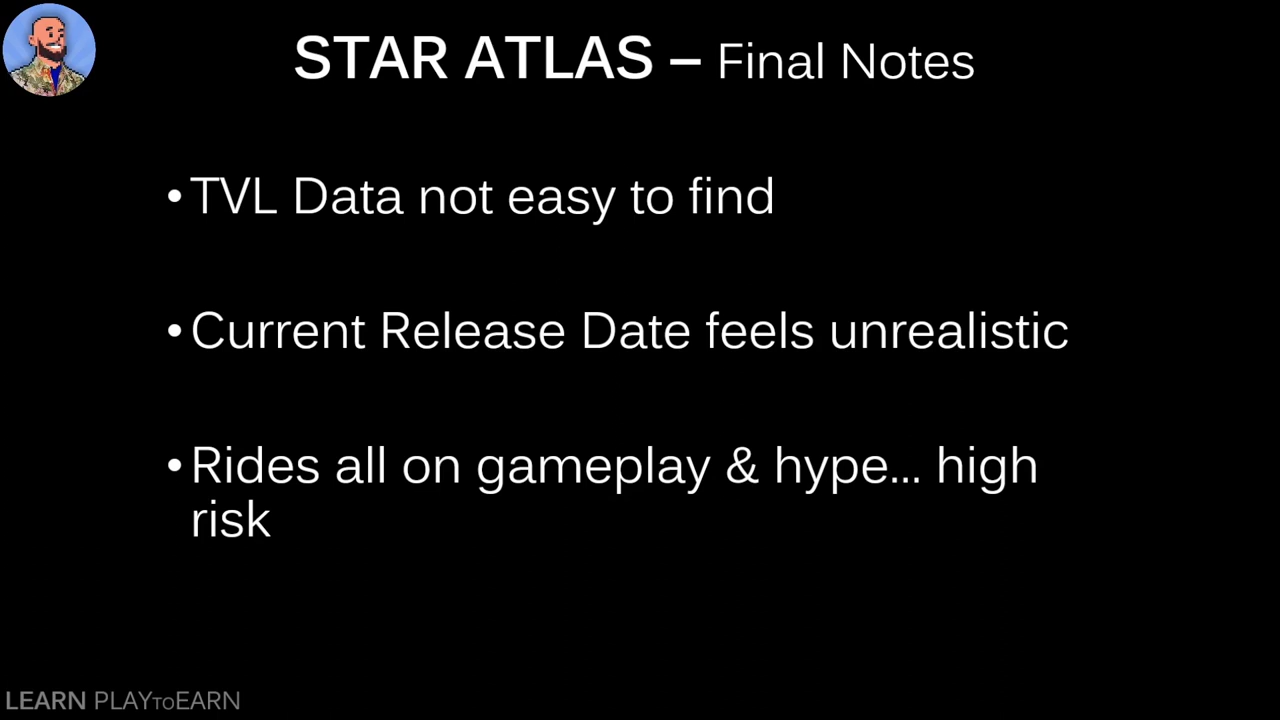 STAR ATLAS – Final Notes
•TVL Data not easy to find
•Current Release Date feels unrealistic
•Rides all on gameplay & hype... high
risk
LEARN PLAYTOEARN